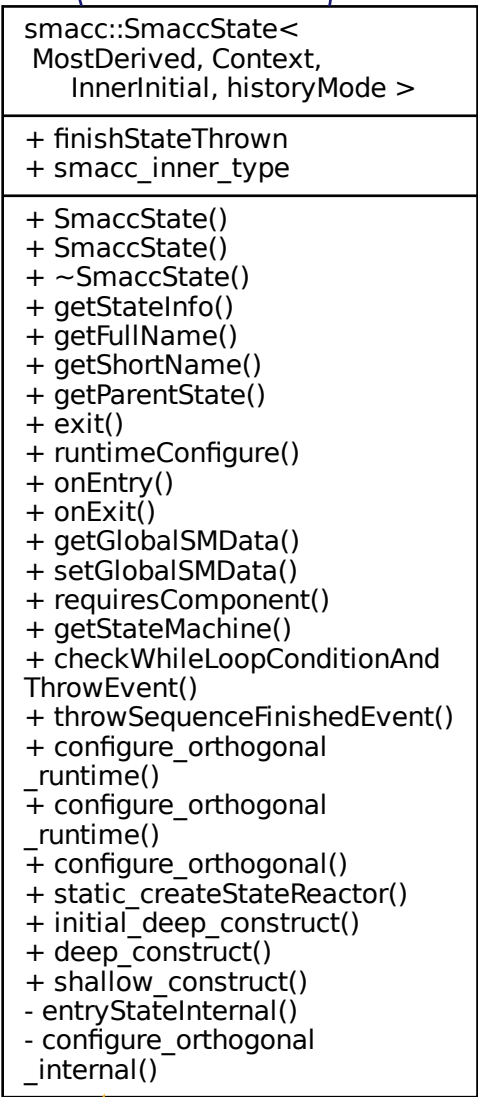 smacc::SmaccState<
MostDerived, Context,
InnerInitial, historyMode >
+ finishStateThrown
+ smacc_inner_type
+ SmaccState()
+ SmaccState()
+ ~SmaccState()
+ getStateInfo()
+ getFullName()
+ getShortName()
+ getParentState()
+ exit()
+ runtimeConfigure()
+ onEntry()
+ onExit()
+ getGlobalSMData()
+ setGlobalSMData()
+ requiresComponent()
+ getStateMachine()
+ checkWhileLoopConditionAnd
ThrowEvent()
+ throwSequenceFinishedEvent()
+ configure_orthogonal
_runtime()
+ configure_orthogonal
_runtime()
+ configure_orthogonal()
+ static_createStateReactor()
+ initial_deep_construct()
+ deep_construct()
+ shallow_construct()
- entryStateInternal()
- configure_orthogonal
_internal()